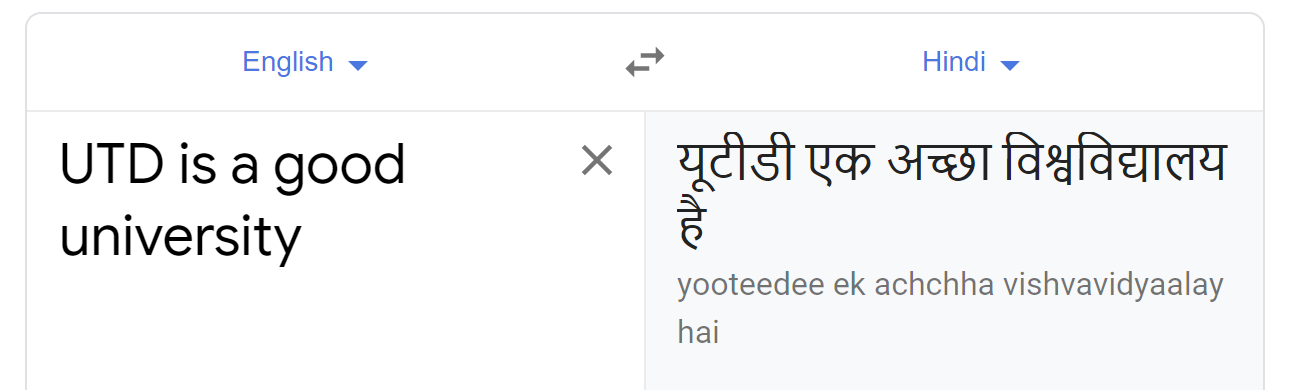 English
Hindi
UTD is a good
university
यूटीडी एक अच्छा विश्वविद्यालय
है
yooteedee ek achchha vishvavidyaalay
hai